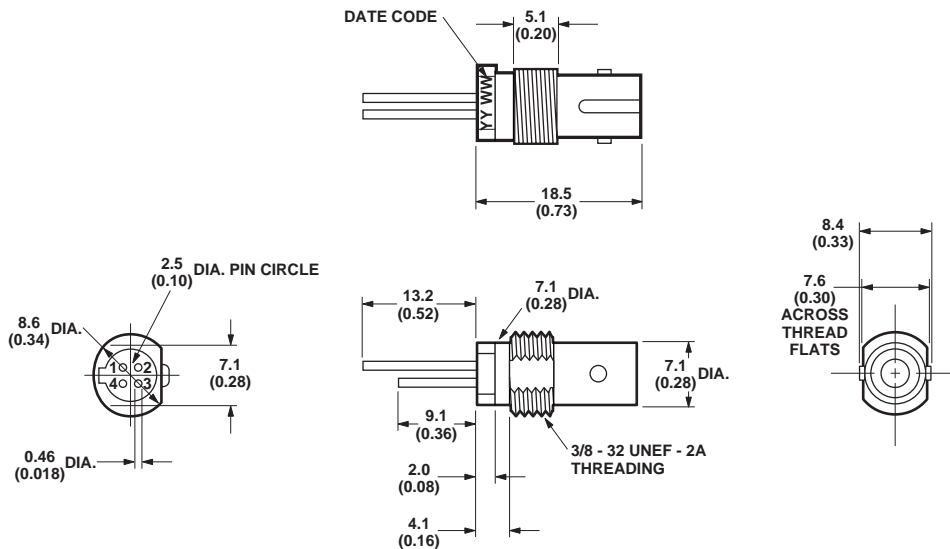 DATE CODE
5.1
(0.20)
YY WW
18.5
(0.73)
2.5
(0.10)
DIA. PIN CIRCLE
8.6
(0.34)
DIA.
1
2
4
3
7.1
(0.28)
0.46
(0.018)
DIA.
13.2
(0.52)
7.1
(0.28)
DIA.
9.1
(0.36)
7.1
(0.28)
DIA.
3/8 - 32 UNEF - 2A
THREADING
2.0
(0.08)
4.1
(0.16)
8.4
(0.33)
7.6
(0.30)
ACROSS
THREAD
FLATS